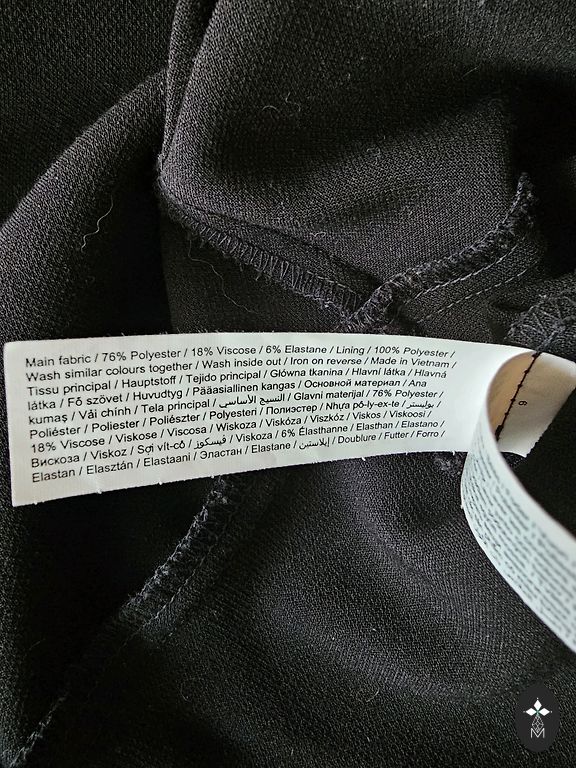 Main fabric / 76% Polyester / 18% Viscose / 6% Elastane / Lining / 100% Polyester /
Wash similar colours together / Wash inside out / Iron on reverse / Made in Vietnam /
Tissu principal / Hauptstoff / Tejido principal / Główna tkanina / Hlavní látka / Hlavná
látka / Fő szövet / Huvudtyg / Pääasiallinen kangas / Основной материал / Ana
kumaş / Vải chính / Tela principal / النسيج الأساسي / Glavni materijal / 76% Polyester /
Poliéster / Poliester / Poliészter / Polyesteri / Полиэстер / Nhựa pô-ly-ex-te / بوليستر /
18% Viscose / Viskose / Viscosa / Wiskoza / Viskóza / Viszkóz / Viskos / Viskoosi /
Вискоза / Viskoz / Sợi vít-cô / فيسكوز / Viskoza / 6% Élasthanne / Elasthan / Elastano /
Elastan / Elasztán / Elastaani / Эластан / Elastane / إيلاستين / Doublure / Futter / Forro /
M